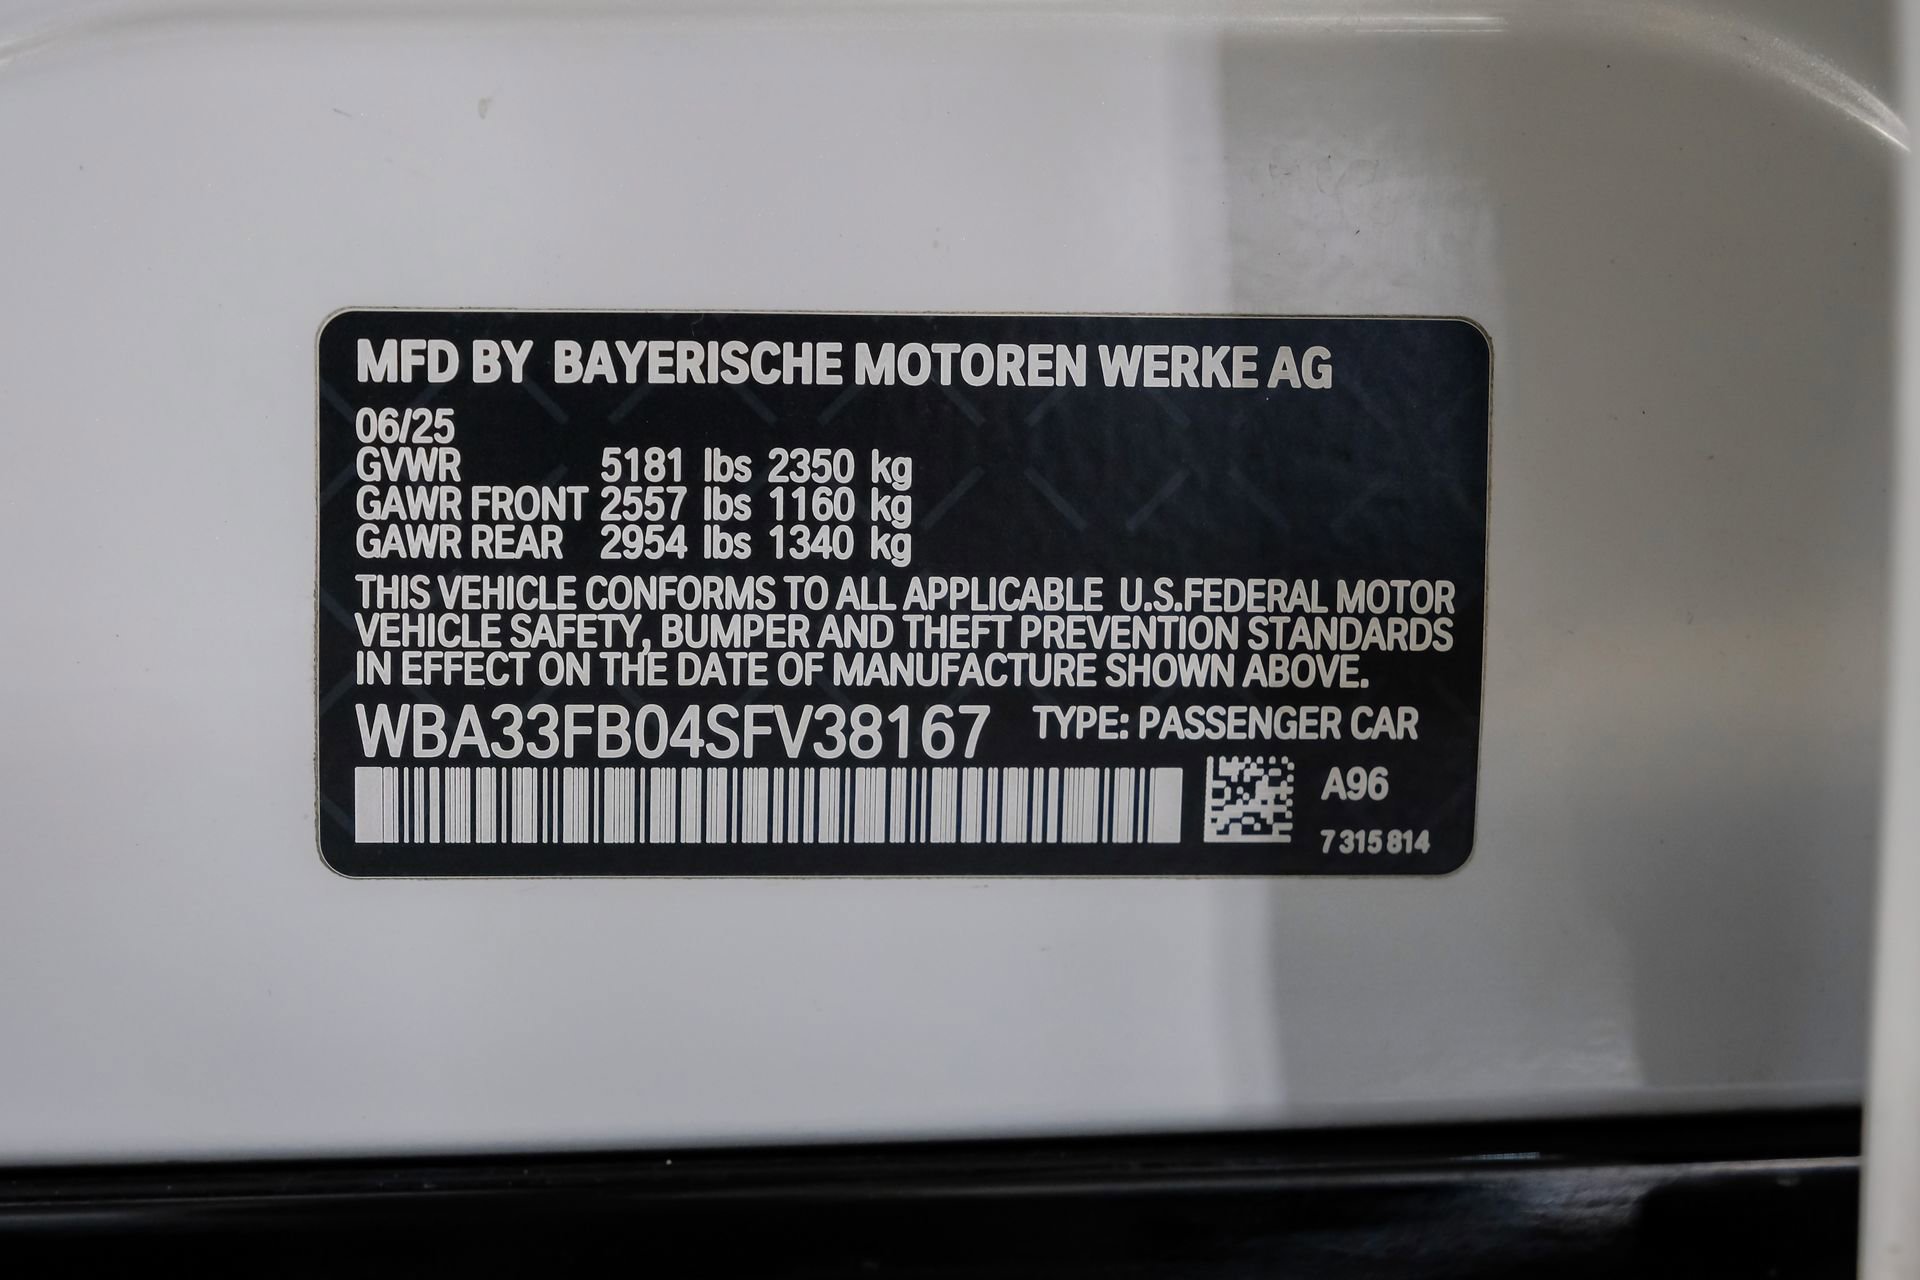 MFD BY BAYERISCHE MOTOREN WERKE AG
06/25
GVWR 5181 lbs 2350 kg
GAWR FRONT 2557 lbs 1160 kg
GAWR REAR 2954 lbs 1340 kg
THIS VEHICLE CONFORMS TO ALL APPLICABLE U.S.FEDERAL MOTOR
VEHICLE SAFETY, BUMPER AND THEFT PREVENTION STANDARDS
IN EFFECT ON THE DATE OF MANUFACTURE SHOWN ABOVE.
WBA33FB04SFV38167 TYPE: PASSENGER CAR
A96
7 315 814